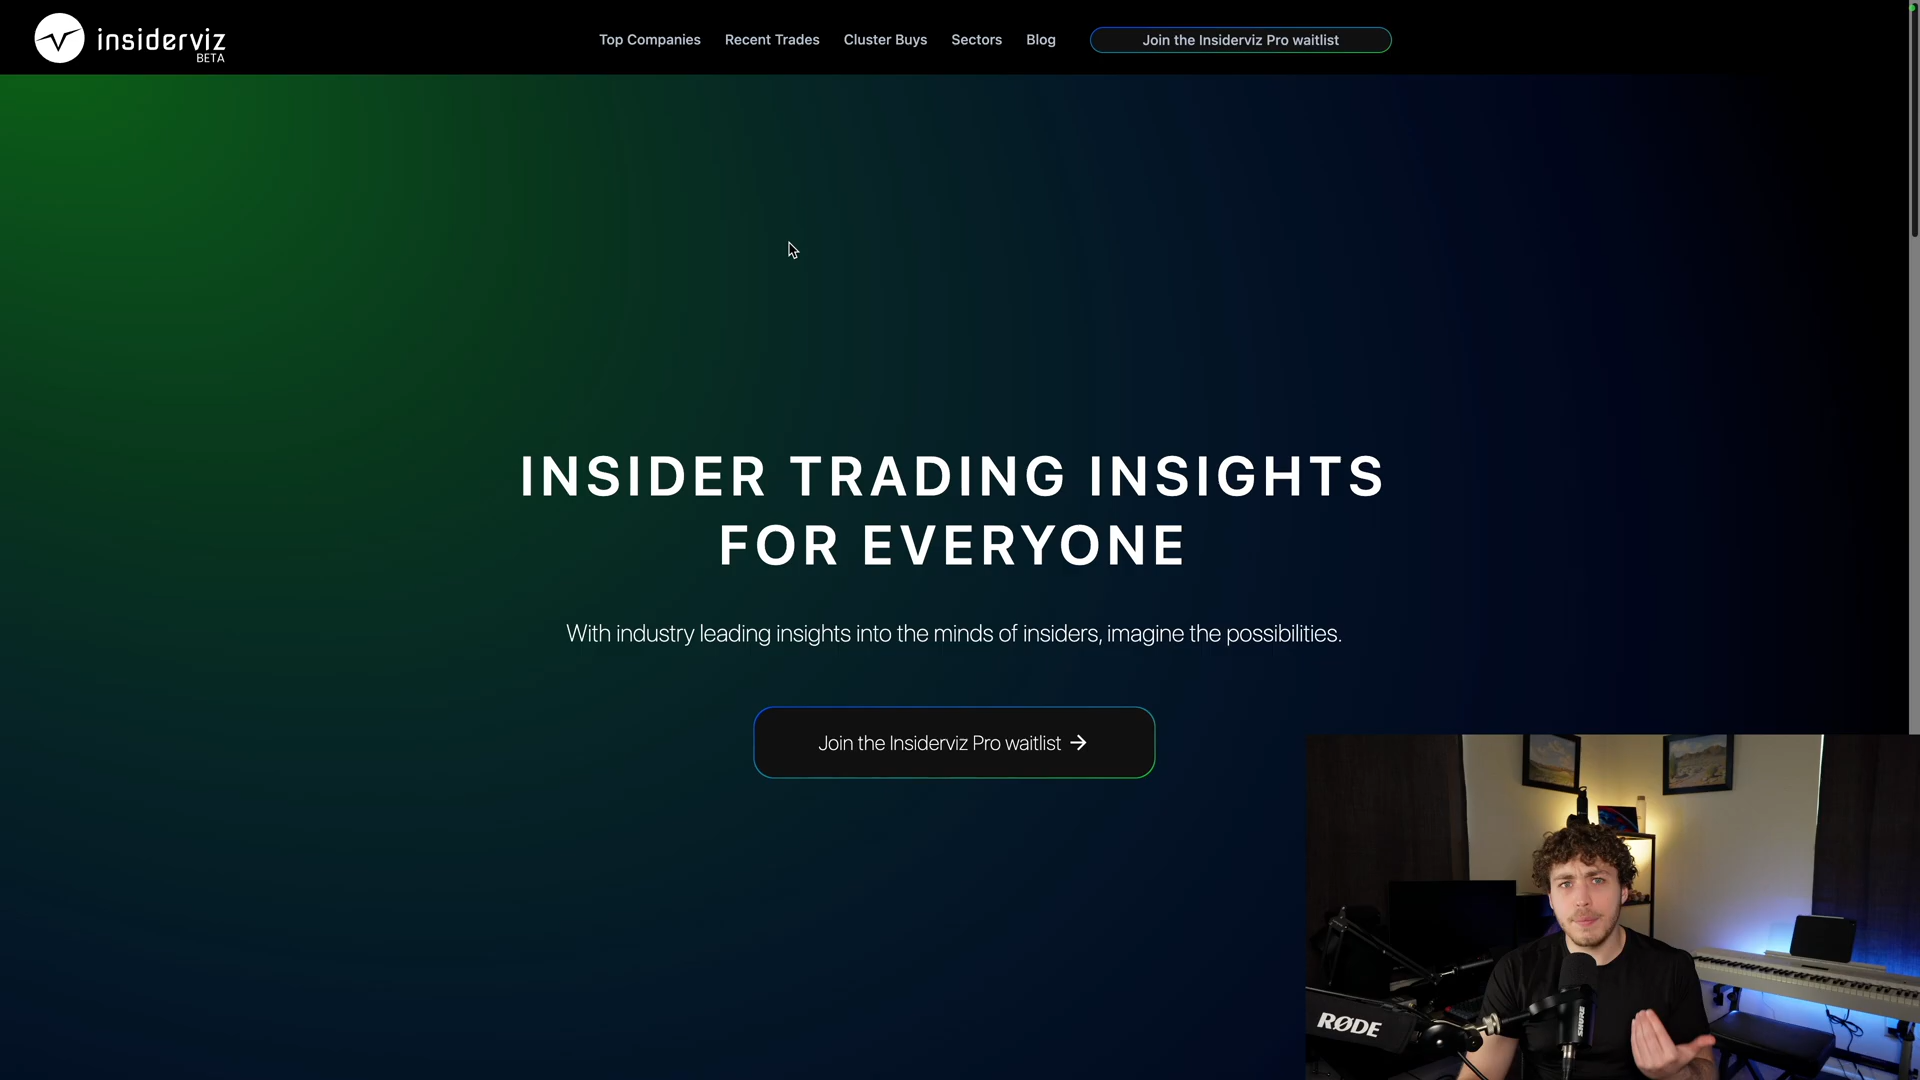 insiderviz
BETA
Top Companies
Recent Trades
Cluster Buys
Sectors
Blog
Join the Insiderviz Pro waitlist
INSIDER TRADING INSIGHTS
FOR EVERYONE
With industry leading insights into the minds of insiders, imagine the possibilities.
Join the Insiderviz Pro waitlist →
RØDE
SHURE